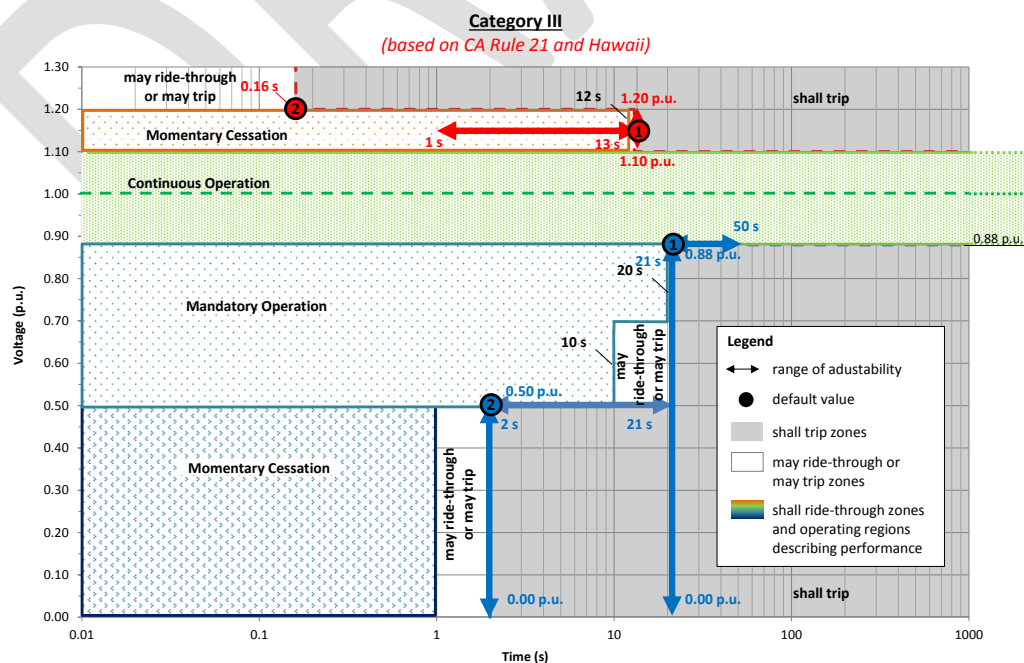 Category III
(based on CA Rule 21 and Hawaii)
1.30
1.20
1.10
1.00
0.90
0.80
0.70
0.60
0.50
0.40
0.30
0.20
0.10
0.00
Voltage (p.u.)
may ride-through
or may trip
0.16 s
2
12 s
1.20 p.u.
shall trip
Momentary Cessation
1 s
13 s
1
1.10 p.u.
Continuous Operation
50 s
1
0.88 p.u.
21 s
0.88 p.u.
20 s
Mandatory Operation
10 s
may
ride-through
or may trip
0.50 p.u.
2
2 s
21 s
Momentary Cessation
may ride-through
or may trip
0.00 p.u.
0.00 p.u.
shall trip
Legend
range of adustability
default value
shall trip zones
may ride-through or
may trip zones
shall ride-through zones
and operating regions
describing performance
0.01
0.1
1
10
100
1000
Time (s)